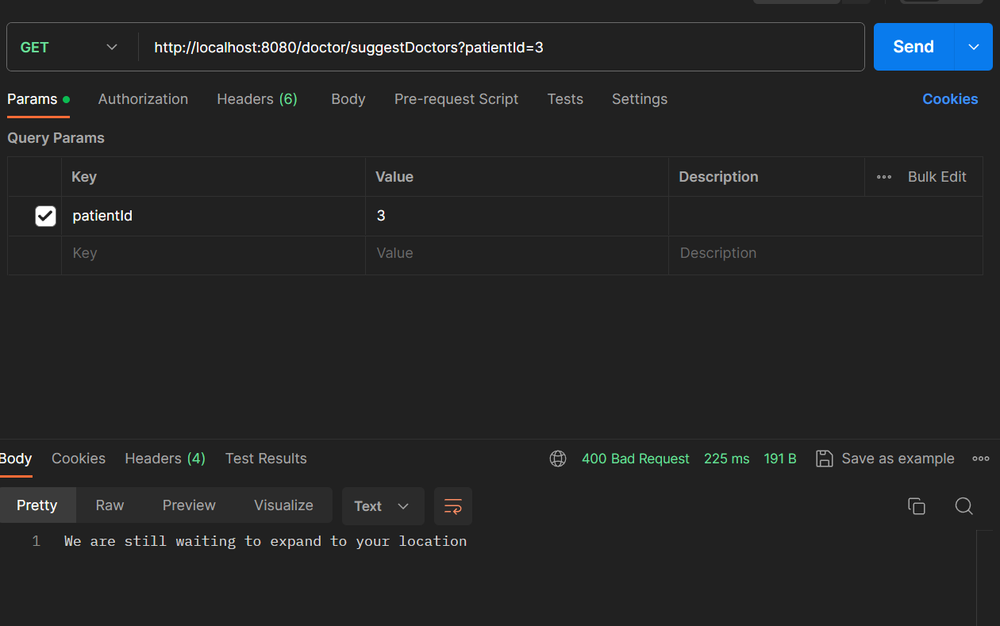 GET http://localhost:8080/doctor/suggestDoctors?patientId=3 Send
Params Authorization Headers (6) Body Pre-request Script Tests Settings Cookies
Query Params
Key Value Description Bulk Edit
patientId 3
Key Value Description
Body Cookies Headers (4) Test Results 400 Bad Request 225 ms 191 B Save as example
Pretty Raw Preview Visualize Text
1 We are still waiting to expand to your location